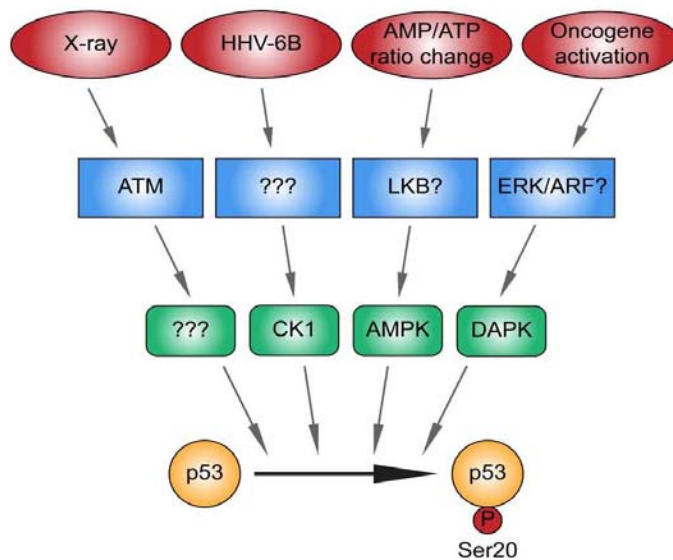 X-ray
HHV-6B
AMP/ATP
ratio change
Oncogene
activation
ATM
???
LKB?
ERK/ARF?
???
CK1
AMPK
DAPK
p53
p53
P
Ser20